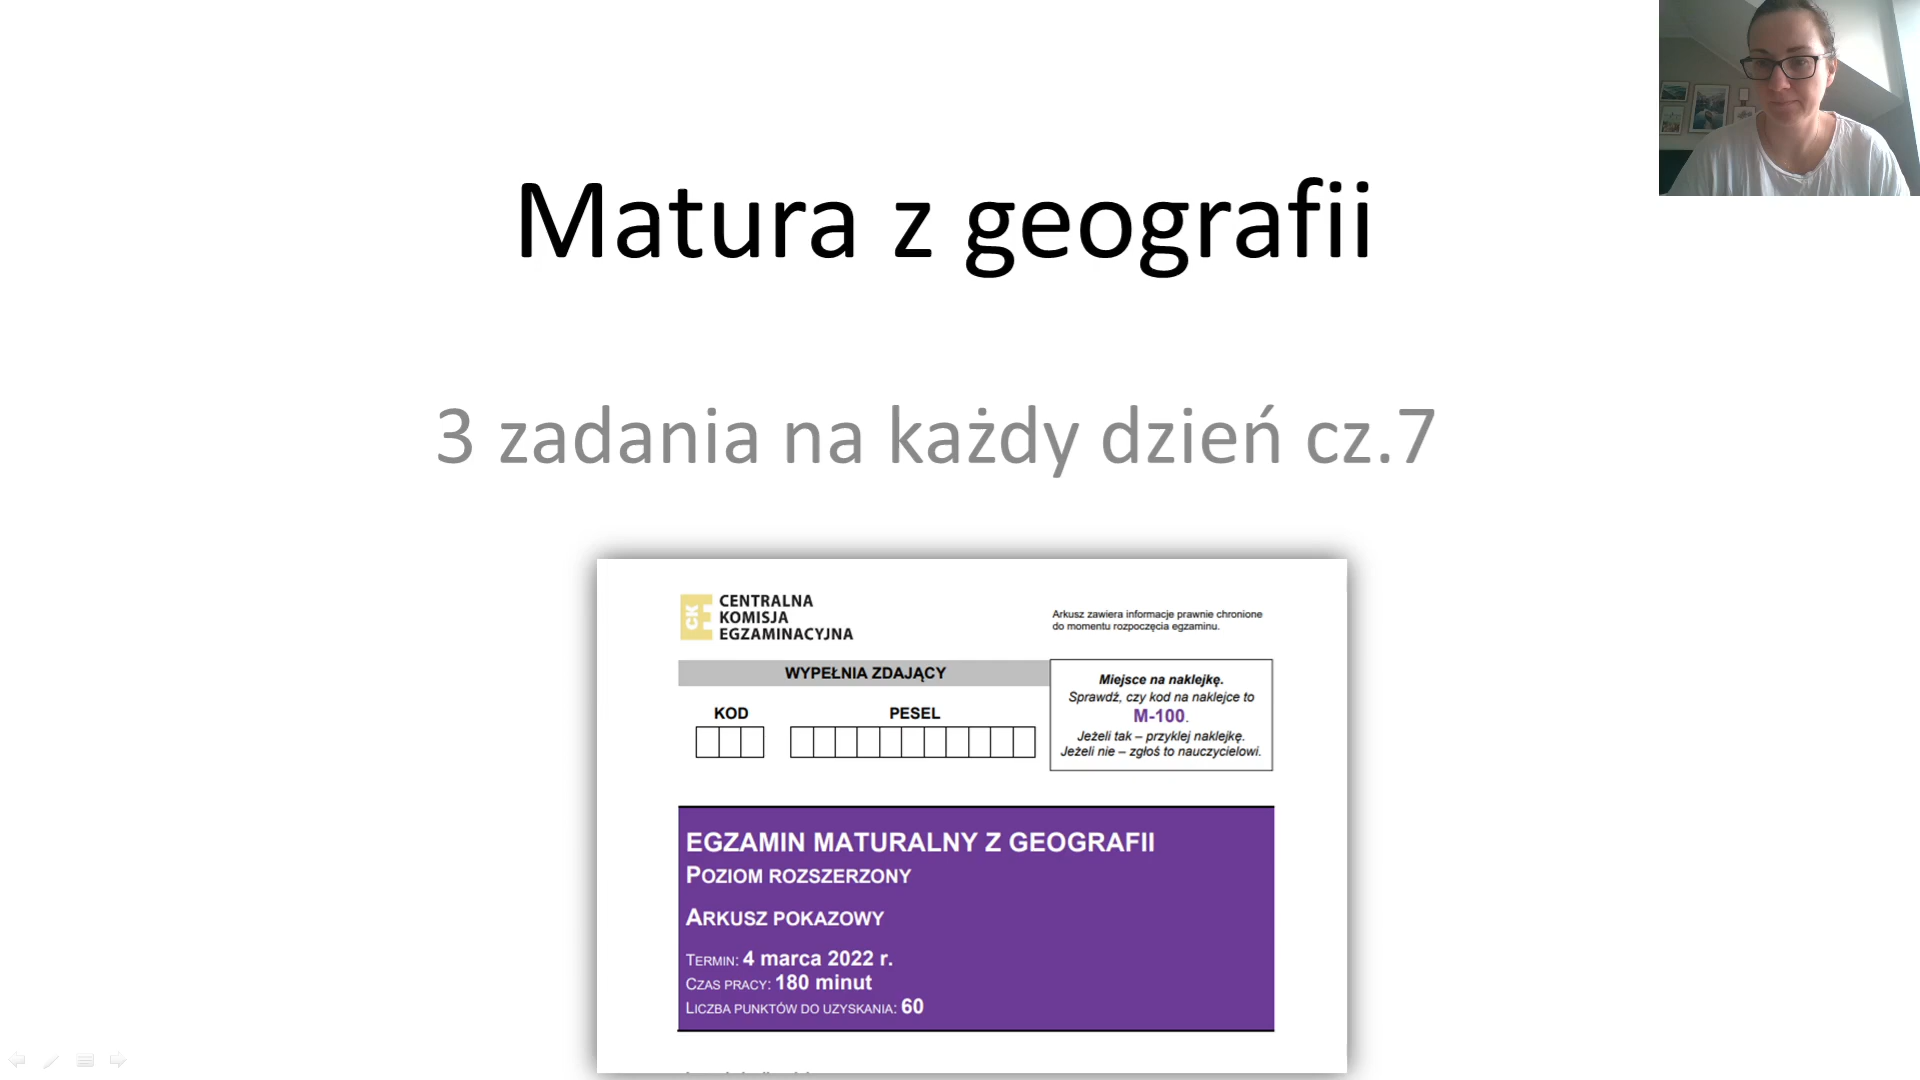 Matura z geografii
3 zadania na każdy dzień cz.7
CKE
CENTRALNA
KOMISJA
EGZAMINACYJNA
Arkusz zawiera informacje prawnie chronione
do momentu rozpoczęcia egzaminu.
WYPEŁNIA ZDAJĄCY
KOD
PESEL
Miejsce na naklejkę.
Sprawdź, czy kod na naklejce to
M-100.
Jeżeli tak – przyklej naklejkę.
Jeżeli nie – zgłoś to nauczycielowi.
EGZAMIN MATURALNY Z GEOGRAFII
POZIOM ROZSZERZONY
ARKUSZ POKAZOWY
TERMIN: 4 marca 2022 r.
CZAS PRACY: 180 minut
LICZBA PUNKTÓW DO UZYSKANIA: 60